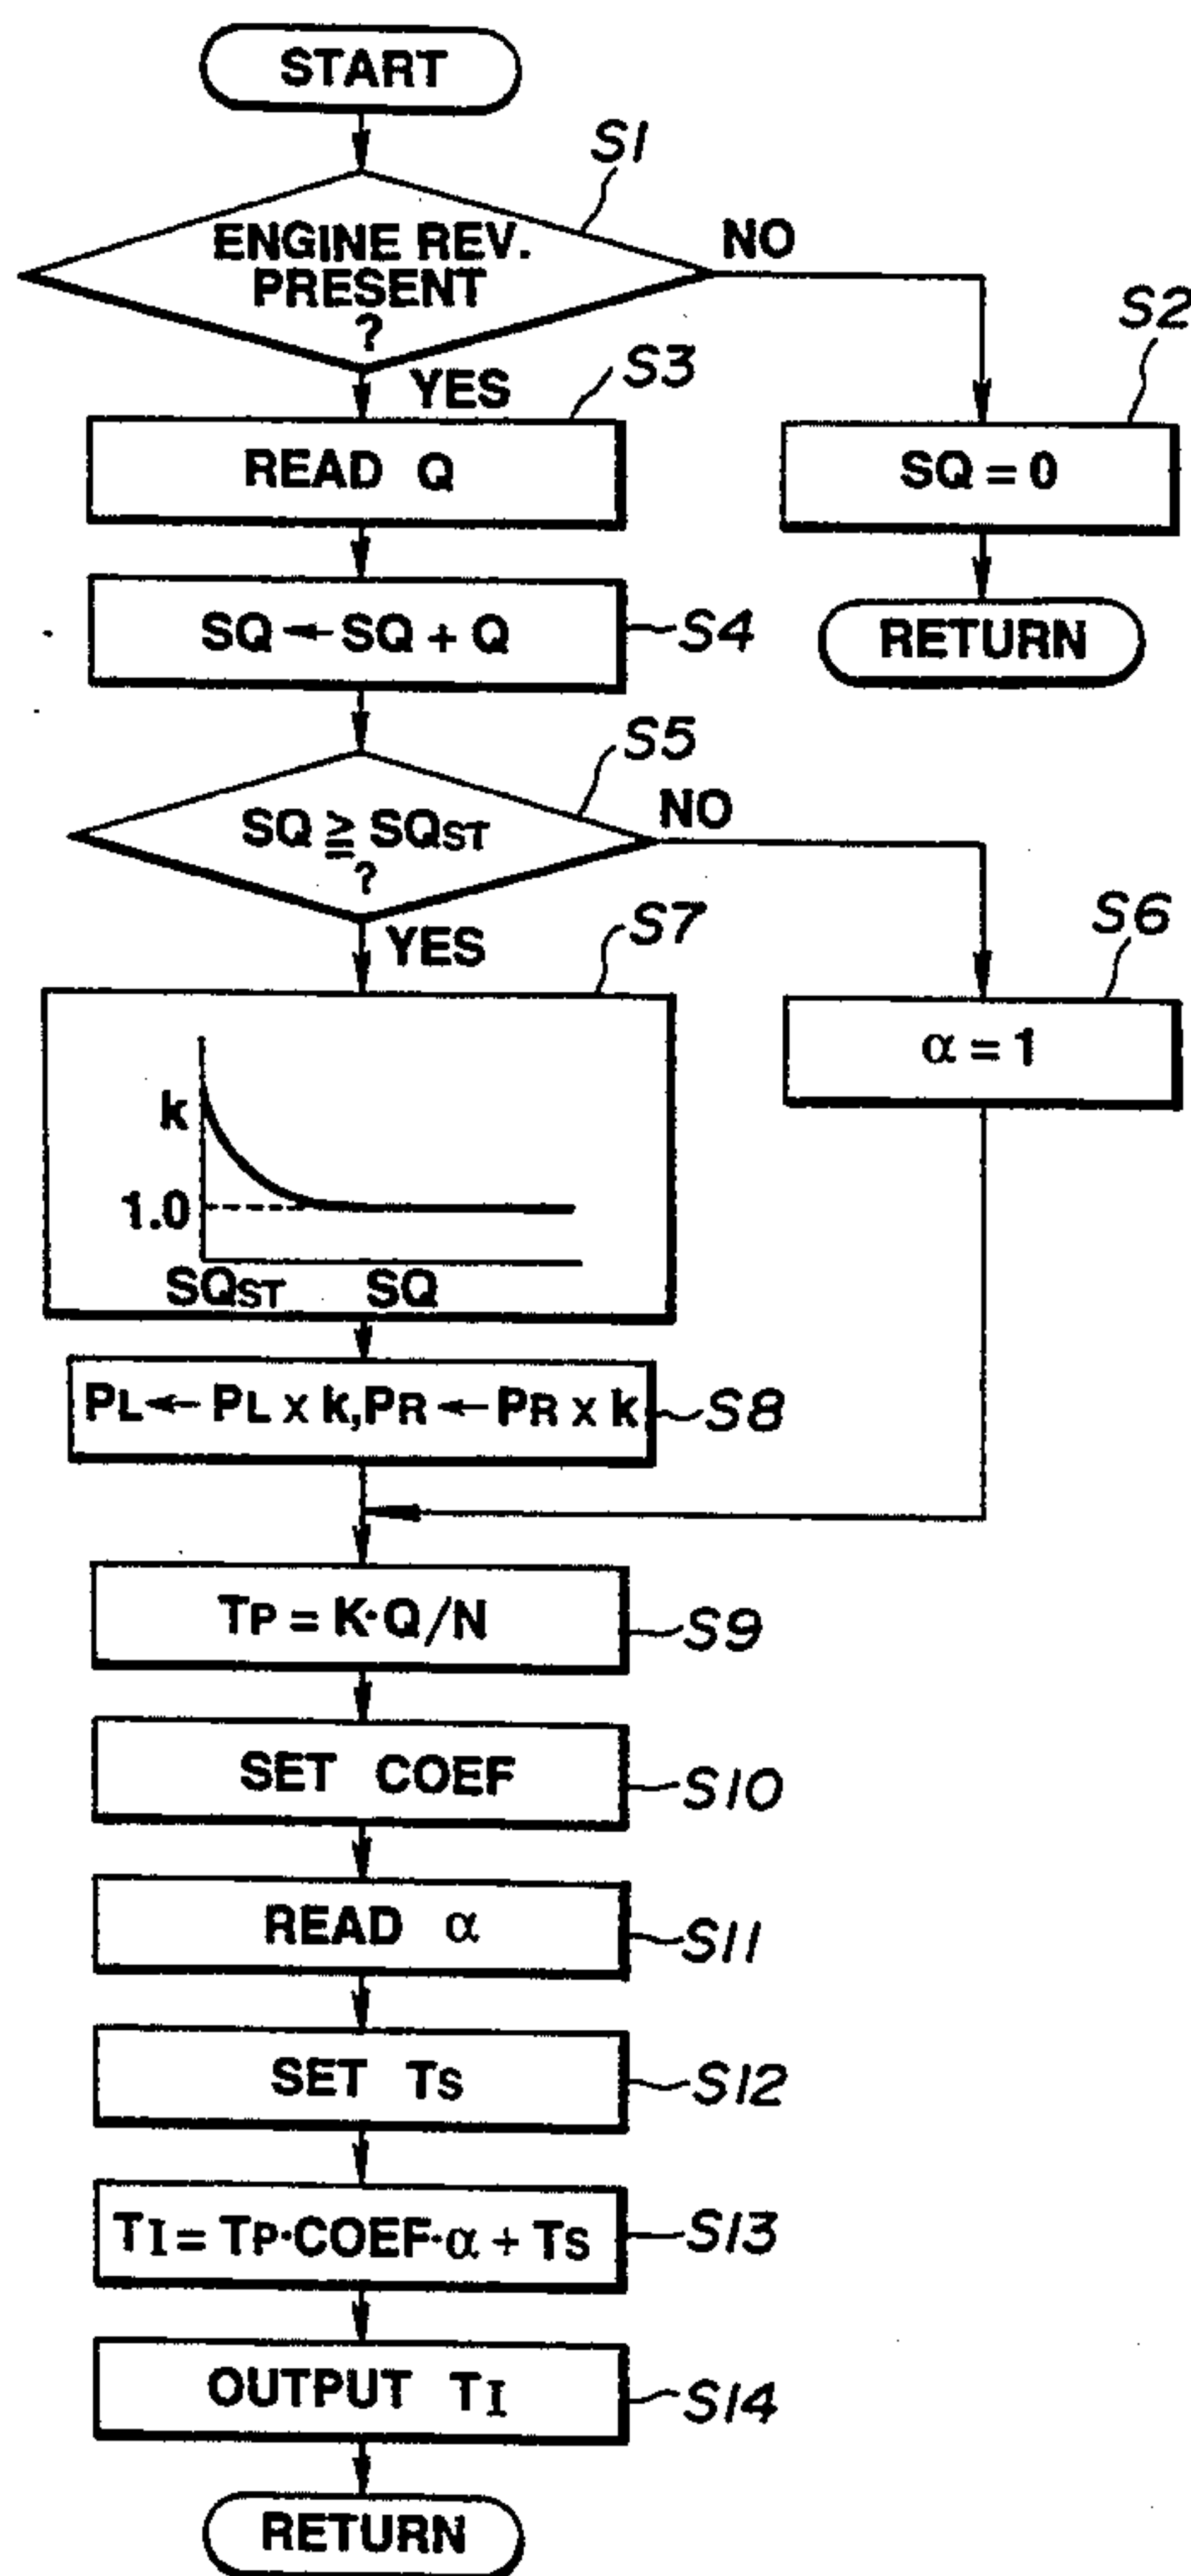 START
S1
ENGINE REV.
PRESENT
?
NO
YES
S2
SQ = 0
RETURN
S3
READ Q
SQ ← SQ + Q
S4
S5
SQ ≧ SQST
?
NO
YES
S6
α = 1
S7
k
1.0
SQST SQ
PL ← PL x k, PR ← PR x k
S8
TP = K·Q/N
S9
SET COEF
S10
READ α
S11
SET TS
S12
TI = TP·COEF·α + TS
S13
OUTPUT TI
S14
RETURN